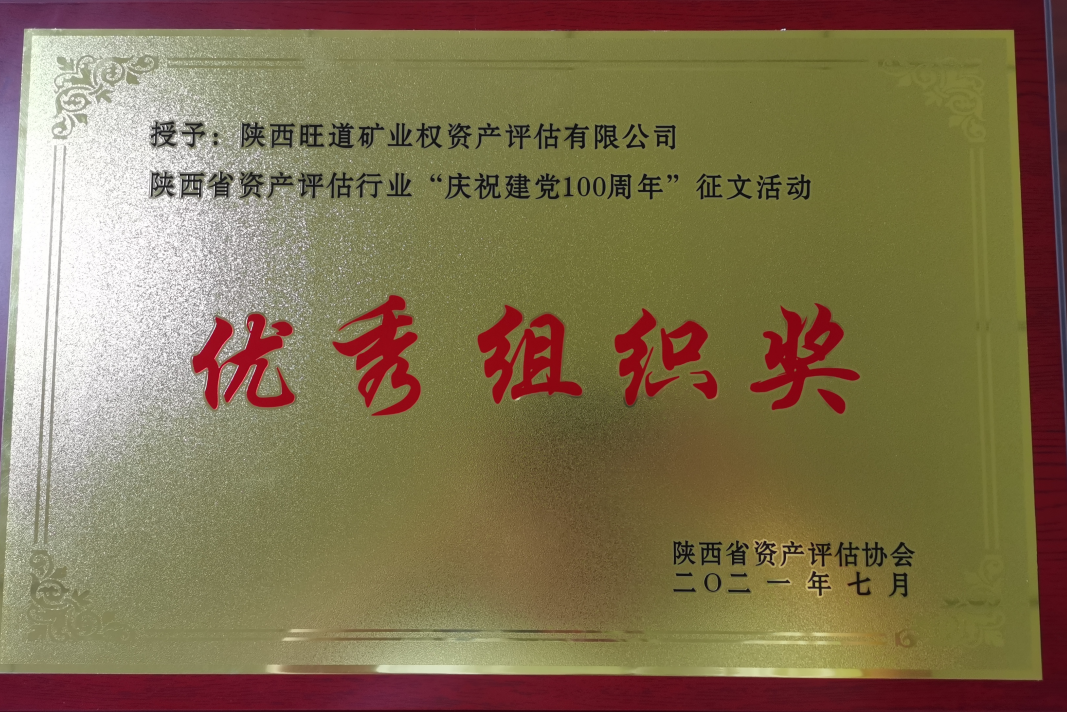 授予：陕西旺道矿业权资产评估有限公司
陕西省资产评估行业“庆祝建党100周年”征文活动
优秀组织奖
陕西省资产评估协会
二〇二一年七月